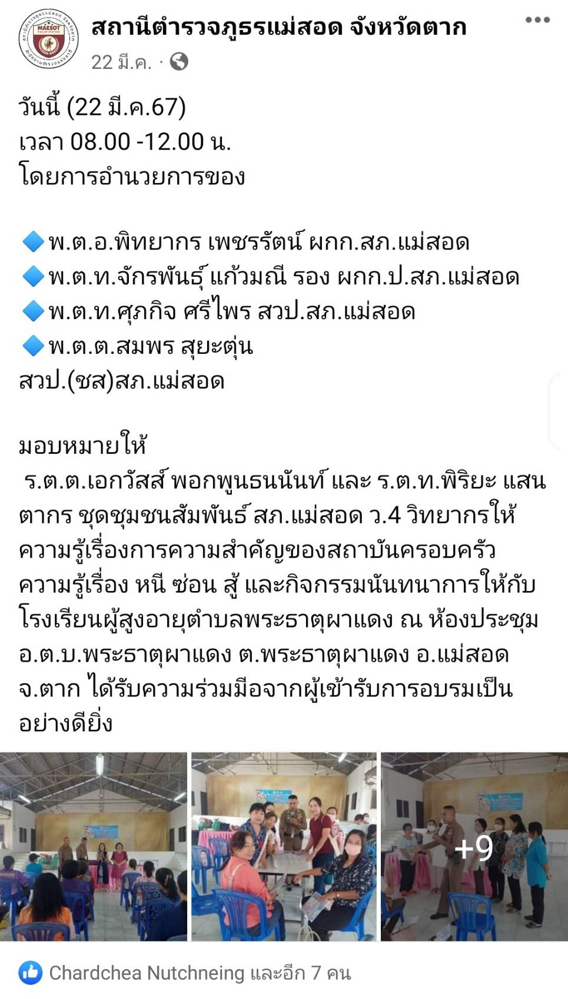 MAESOT
สถานีตำรวจภูธรแม่สอด จังหวัดตาก
22 มี.ค. ·
วันนี้ (22 มี.ค.67)
เวลา 08.00 -12.00 น.
โดยการอำนวยการของ
🔷พ.ต.อ.พิทยากร เพชรรัตน์ ผกก.สภ.แม่สอด
🔷พ.ต.ท.จักรพันธุ์ แก้วมณี รอง ผกก.ป.สภ.แม่สอด
🔷พ.ต.ท.ศุภกิจ ศรีไพร สวป.สภ.แม่สอด
🔷พ.ต.ต.สมพร สุยะตุ่น
สวป.(ชส)สภ.แม่สอด
มอบหมายให้
ร.ต.ต.เอกวัสส์ พอกพูนธนนันท์ และ ร.ต.ท.พิริยะ แสน
ตากร ชุดชุมชนสัมพันธ์ สภ.แม่สอด ว.4 วิทยากรให้
ความรู้เรื่องการความสำคัญของสถาบันครอบครัว
ความรู้เรื่อง หนี ซ่อน สู้ และกิจกรรมนันทนาการให้กับ
โรงเรียนผู้สูงอายุตำบลพระธาตุผาแดง ณ ห้องประชุม
อ.ต.บ.พระธาตุผาแดง ต.พระธาตุผาแดง อ.แม่สอด
จ.ตาก ได้รับความร่วมมือจากผู้เข้ารับการอบรมเป็น
อย่างดียิ่ง
+9
Chardchea Nutchneing และอีก 7 คน